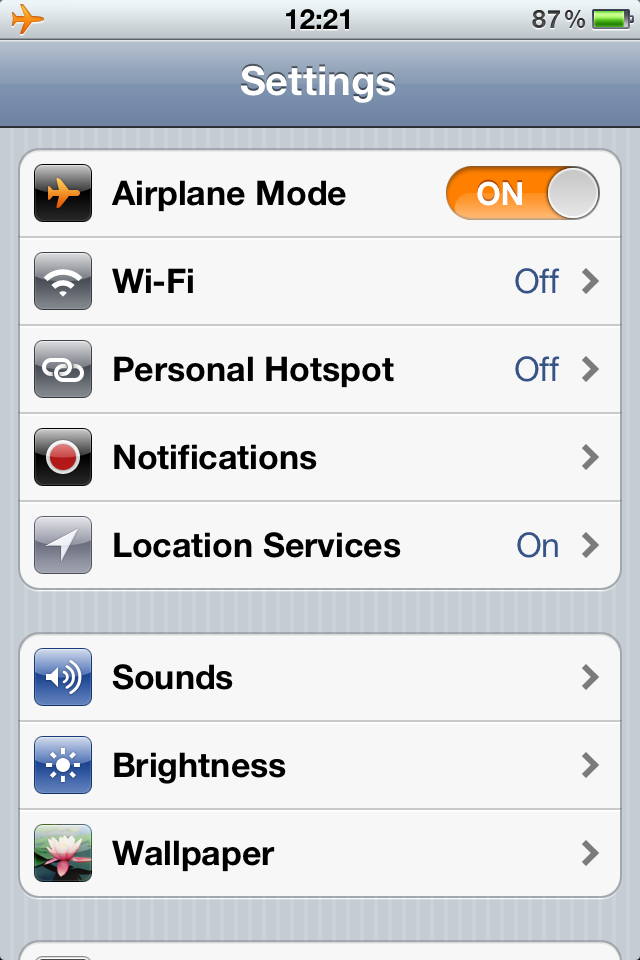 12:21 87%
Settings
Airplane Mode ON
Wi-Fi Off
Personal Hotspot Off
Notifications
Location Services On
Sounds
Brightness
Wallpaper